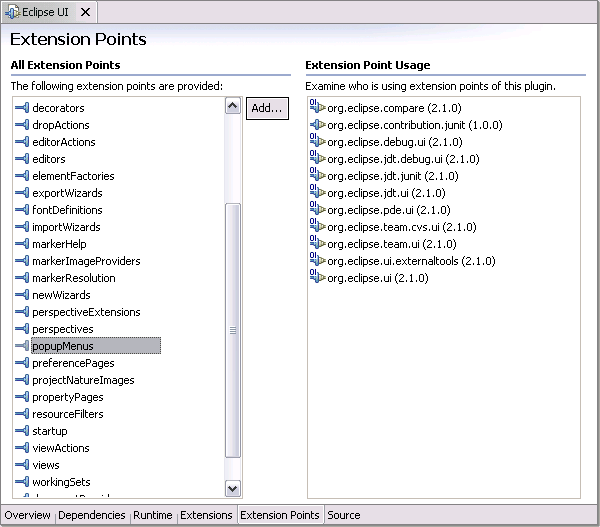 Eclipse UI
Extension Points
All Extension Points
The following extension points are provided:
decorators
dropActions
editorActions
editors
elementFactories
exportWizards
fontDefinitions
importWizards
markerHelp
markerImageProviders
markerResolution
newWizards
perspectiveExtensions
perspectives
popupMenus
preferencePages
projectNatureImages
propertyPages
resourceFilters
startup
viewActions
views
workingSets
Add...
Extension Point Usage
Examine who is using extension points of this plugin.
org.eclipse.compare (2.1.0)
org.eclipse.contribution.junit (1.0.0)
org.eclipse.debug.ui (2.1.0)
org.eclipse.jdt.debug.ui (2.1.0)
org.eclipse.jdt.junit (2.1.0)
org.eclipse.jdt.ui (2.1.0)
org.eclipse.pde.ui (2.1.0)
org.eclipse.team.cvs.ui (2.1.0)
org.eclipse.team.ui (2.1.0)
org.eclipse.ui.externaltools (2.1.0)
org.eclipse.ui (2.1.0)
Overview Dependencies Runtime Extensions Extension Points Source